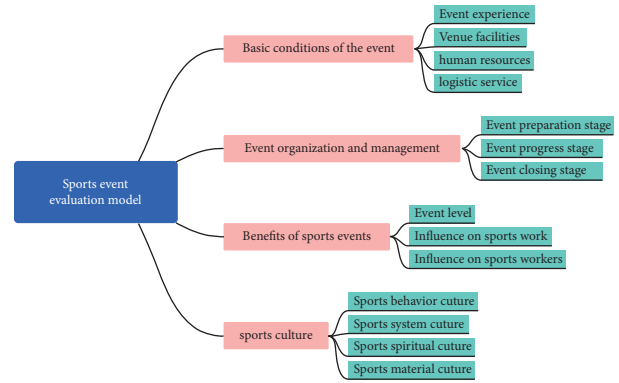 Sports event
evaluation model
Basic conditions of the event
Event experience
Venue facilities
human resources
logistic service
Event organization and management
Event preparation stage
Event progress stage
Event closing stage
Benefits of sports events
Event level
Influence on sports work
Influence on sports workers
sports culture
Sports behavior cuture
Sports system cuture
Sports spiritual cuture
Sports material cuture